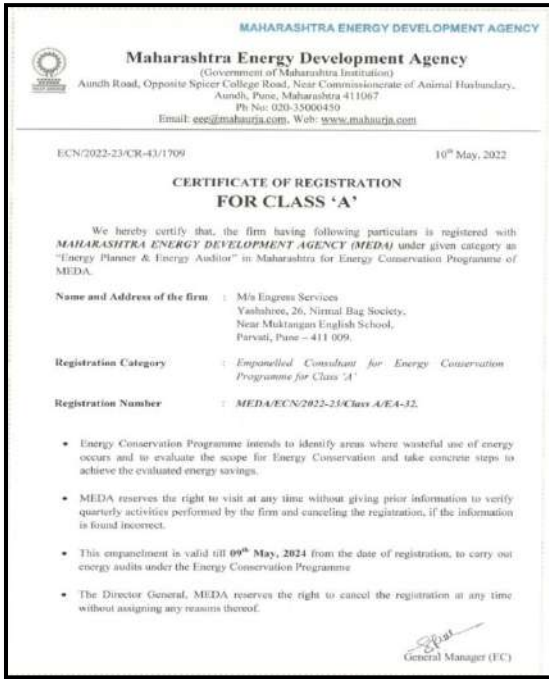 MAHARASHTRA ENERGY DEVELOPMENT AGENCY
Maharashtra Energy Development Agency
(Government of Maharashtra Institution)
Aundh Road, Opposite Spicer College Road, Near Commissionerate of Animal Husbandary,
Aundh, Pune, Maharashtra 411067
Ph No: 020-35000450
Email: eee@mahaurja.com, Web: www.mahaurja.com
ECN/2022-23/CR-43/1709 10th May, 2022
CERTIFICATE OF REGISTRATION
FOR CLASS 'A'
We hereby certify that, the firm having following particulars is registered with
MAHARASHTRA ENERGY DEVELOPMENT AGENCY (MEDA) under given category as
"Energy Planner & Energy Auditor" in Maharashtra for Energy Conservation Programme of
MEDA.
Name and Address of the firm : M/s Engress Services
Yashshree, 26, Nirmal Bag Society,
Near Muktangan English School,
Parvati, Pune – 411 009.
Registration Category : Empanelled Consultant for Energy Conservation
Programme for Class 'A'
Registration Number : MEDA/ECN/2022-23/Class A/EA-32.
• Energy Conservation Programme intends to identify areas where wasteful use of energy
occurs and to evaluate the scope for Energy Conservation and take concrete steps to
achieve the evaluated energy savings.
• MEDA reserves the right to visit at any time without giving prior information to verify
quarterly activities performed by the firm and canceling the registration, if the information
is found incorrect.
• This empanelment is valid till 09th May, 2024 from the date of registration, to carry out
energy audits under the Energy Conservation Programme
• The Director General, MEDA reserves the right to cancel the registration at any time
without assigning any reasons thereof.
General Manager (EC)